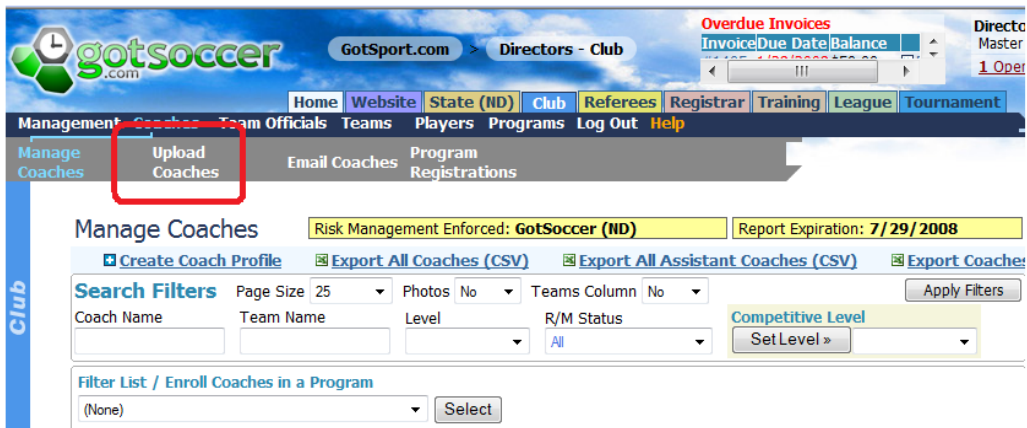 gotsoccer
.com
GotSport.com > Directors - Club
Overdue Invoices
Invoice Due Date Balance
Directo
Master
1 Open
Home Website State (ND) Club Referees Registrar Training League Tournament
Management Coaches Team Officials Teams Players Programs Log Out Help
Manage Coaches
Upload Coaches
Email Coaches
Program Registrations
Club
Manage Coaches
Risk Management Enforced: GotSoccer (ND)
Report Expiration: 7/29/2008
Create Coach Profile
Export All Coaches (CSV)
Export All Assistant Coaches (CSV)
Export Coaches
Search Filters Page Size 25 Photos No Teams Column No Apply Filters
Coach Name Team Name Level R/M Status Competitive Level
All Set Level »
Filter List / Enroll Coaches in a Program
(None) Select